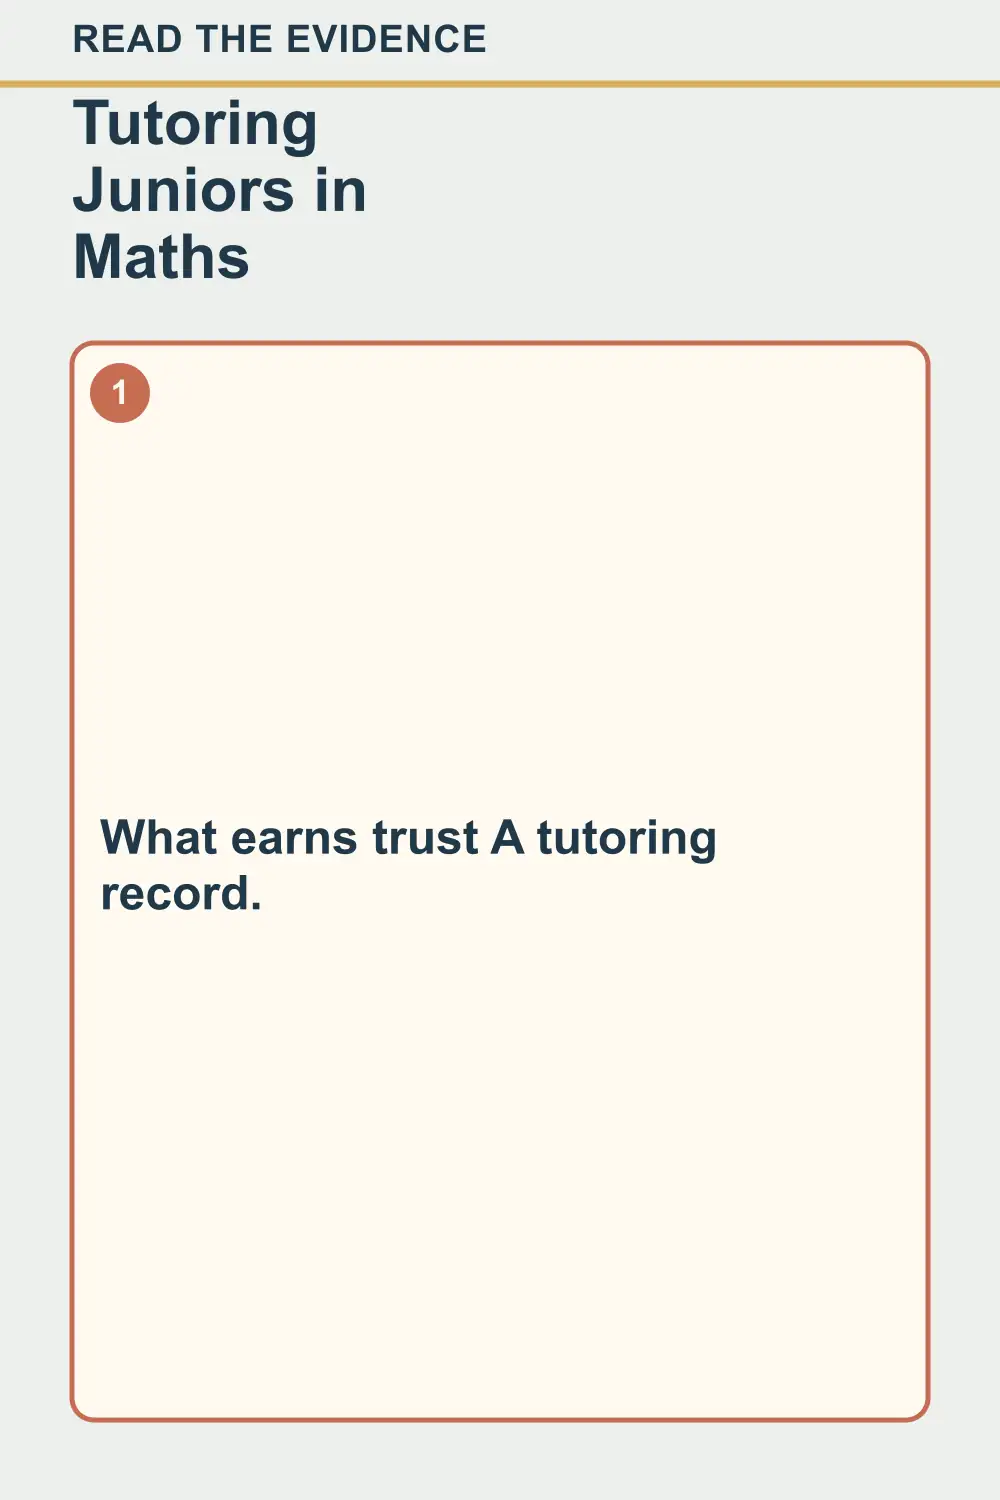 READ THE EVIDENCE
Tutoring
Juniors in
Maths
1
What earns trust A tutoring
record.